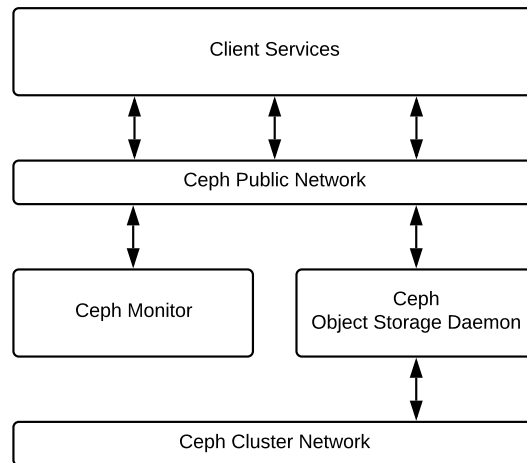 Client Services
Ceph Public Network
Ceph Monitor
Ceph
Object Storage Daemon
Ceph Cluster Network